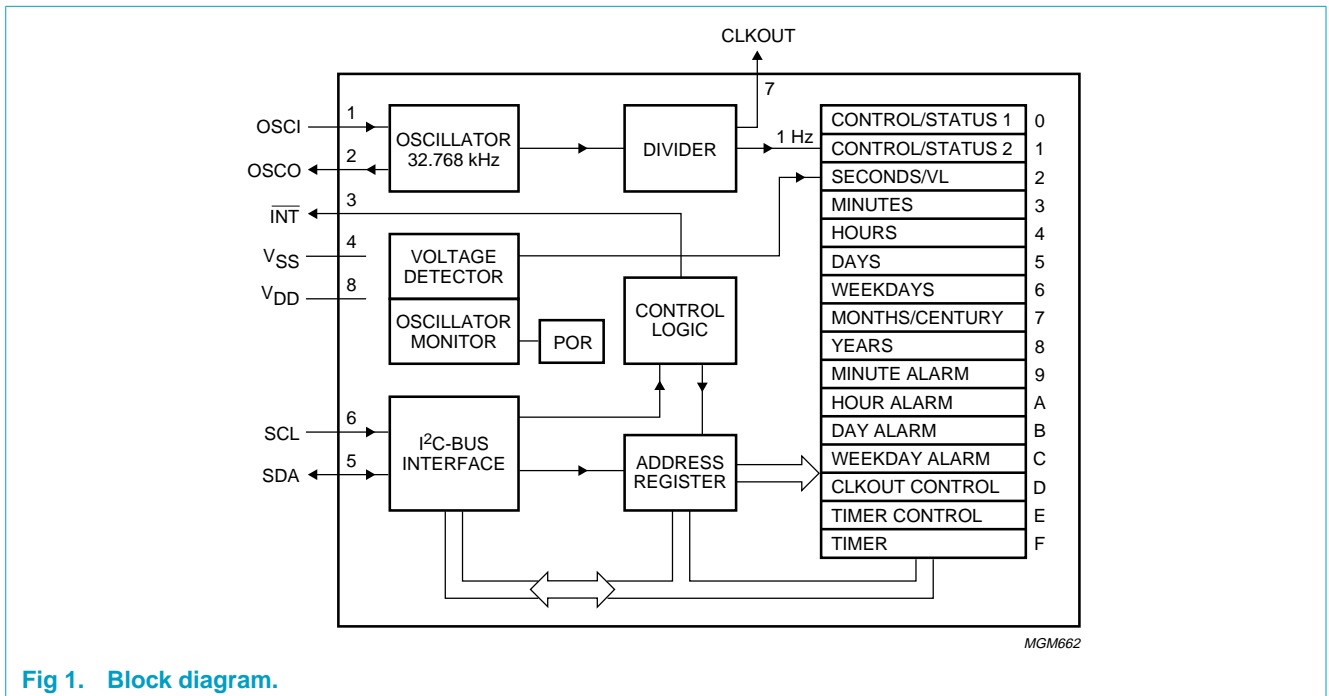 CLKOUT
7
OSCI
1
OSCILLATOR
32.768 kHz
DIVIDER
1 Hz
OSCO
2
INT
3
VSS
4
VDD
8
VOLTAGE
DETECTOR
OSCILLATOR
MONITOR
POR
CONTROL
LOGIC
SCL
6
SDA
5
I2C-BUS
INTERFACE
ADDRESS
REGISTER
CONTROL/STATUS 1 0
CONTROL/STATUS 2 1
SECONDS/VL 2
MINUTES 3
HOURS 4
DAYS 5
WEEKDAYS 6
MONTHS/CENTURY 7
YEARS 8
MINUTE ALARM 9
HOUR ALARM A
DAY ALARM B
WEEKDAY ALARM C
CLKOUT CONTROL D
TIMER CONTROL E
TIMER F
MGM662
Fig 1. Block diagram.